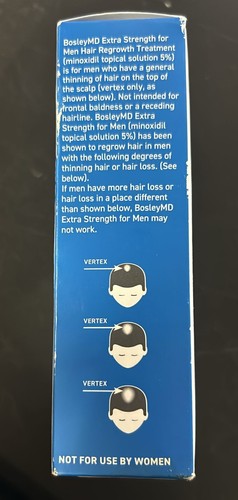 BosleyMD Extra Strength for
Men Hair Regrowth Treatment
(minoxidil topical solution 5%)
is for men who have a general
thinning of hair on the top of
the scalp (vertex only, as
shown below). Not intended for
frontal baldness or a receding
hairline. BosleyMD Extra
Strength for Men (minoxidil
topical solution 5%) has been
shown to regrow hair in men
with the following degrees of
thinning hair or hair loss. (See
below).
If men have more hair loss or
hair loss in a place different
than shown below, BosleyMD
Extra Strength for Men may
not work.
VERTEX
VERTEX
VERTEX
NOT FOR USE BY WOMEN